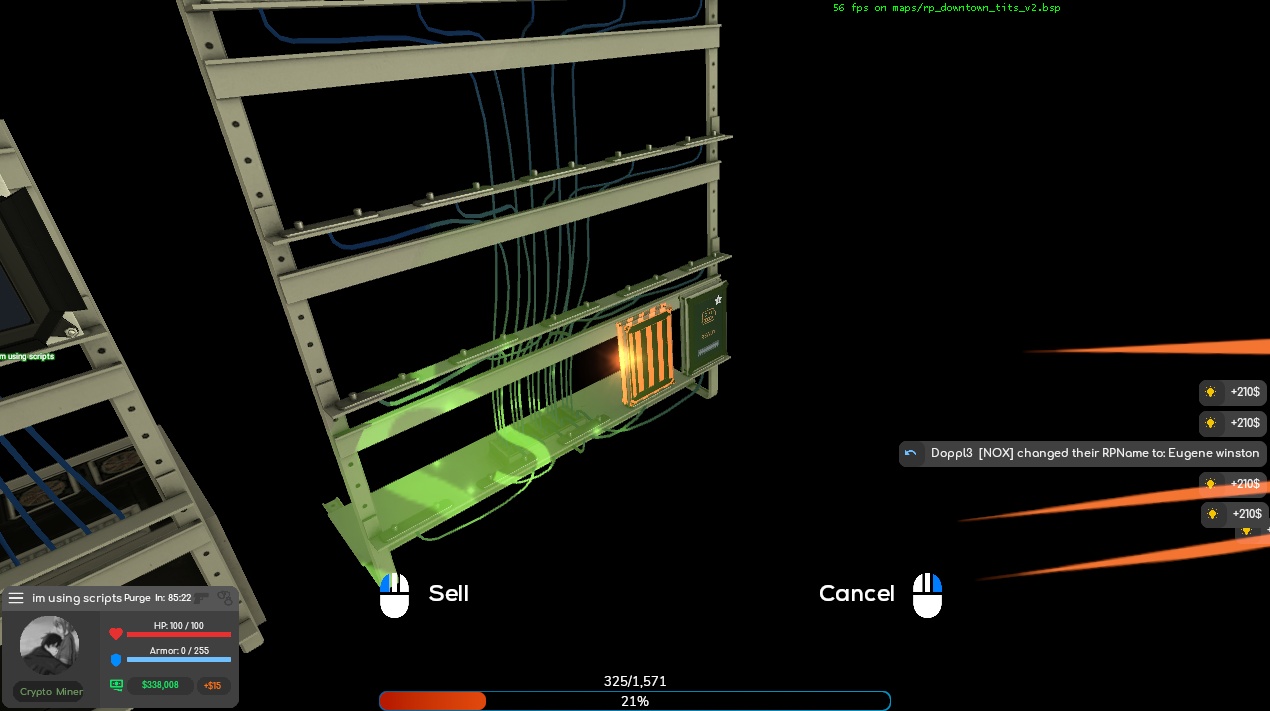 56 fps on maps/rp_downtown_tits_v2.bsp
m using scripts
+210$
+210$
Doppl3 [NOX] changed their RPName to: Eugene winston
+210$
+210$
Sell
Cancel
im using scripts Purge In: 85:22
HP: 100 / 100
Armor: 0 / 255
Crypto Miner
$338,008
+$15
325/1,571
21%